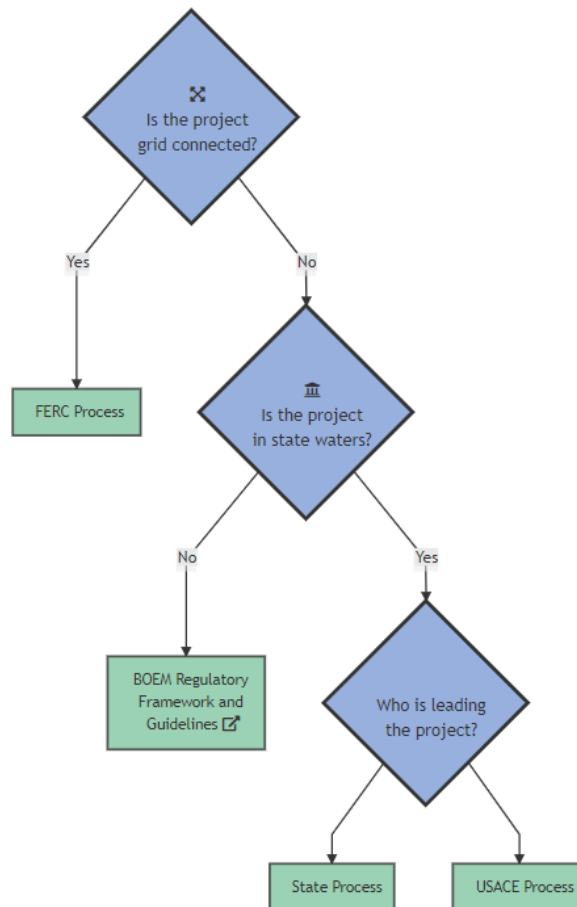 Is the project
grid connected?
Yes
No
FERC Process
Is the project
in state waters?
No
Yes
BOEM Regulatory
Framework and
Guidelines
Who is leading
the project?
State Process
USACE Process